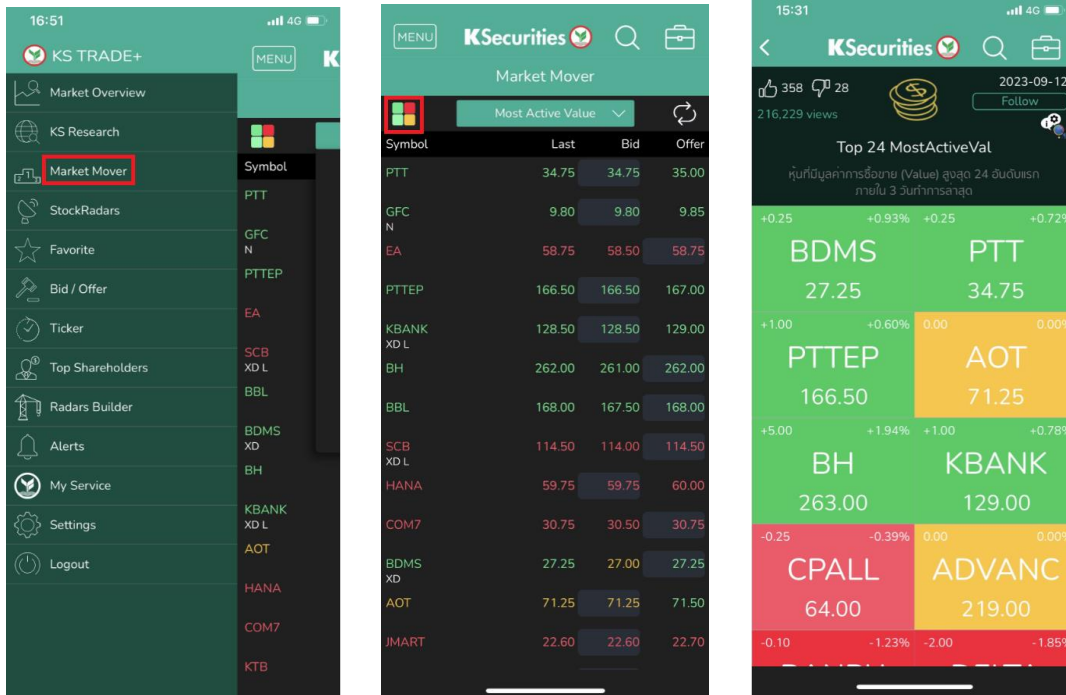 16:51
4G
KS TRADE+
MENU
K
Market Overview
KS Research
Market Mover
StockRadars
Favorite
Bid / Offer
Ticker
Top Shareholders
Radars Builder
Alerts
My Service
Settings
Logout
Symbol
PTT
GFC
N
PTTEP
EA
SCB
XD L
BBL
BDMS
XD
BH
KBANK
XD L
AOT
HANA
COM7
KTB
MENU
KSecurities
Market Mover
Most Active Value
Symbol Last Bid Offer
PTT 34.75 34.75 35.00
GFC 9.80 9.80 9.85
N
EA 58.75 58.50 58.75
PTTEP 166.50 166.50 167.00
KBANK 128.50 128.50 129.00
XD L
BH 262.00 261.00 262.00
BBL 168.00 167.50 168.00
SCB 114.50 114.00 114.50
XD L
HANA 59.75 59.75 60.00
COM7 30.75 30.50 30.75
BDMS 27.25 27.00 27.25
XD
AOT 71.25 71.25 71.50
JMART 22.60 22.60 22.70
15:31
4G
KSecurities
358 28
2023-09-12
Follow
216,229 views
Top 24 MostActiveVal
หุ้นที่มีมูลค่าการซื้อขาย (Value) สูงสุด 24 อันดับแรก
ภายใน 3 วันทำการล่าสุด
+0.25 +0.93% +0.25 +0.72%
BDMS PTT
27.25 34.75
+1.00 +0.60% 0.00 0.00%
PTTEP AOT
166.50 71.25
+5.00 +1.94% +1.00 +0.78%
BH KBANK
263.00 129.00
-0.25 -0.39% 0.00 0.00%
CPALL ADVANC
64.00 219.00
-0.10 -1.23% -2.00 -1.85%